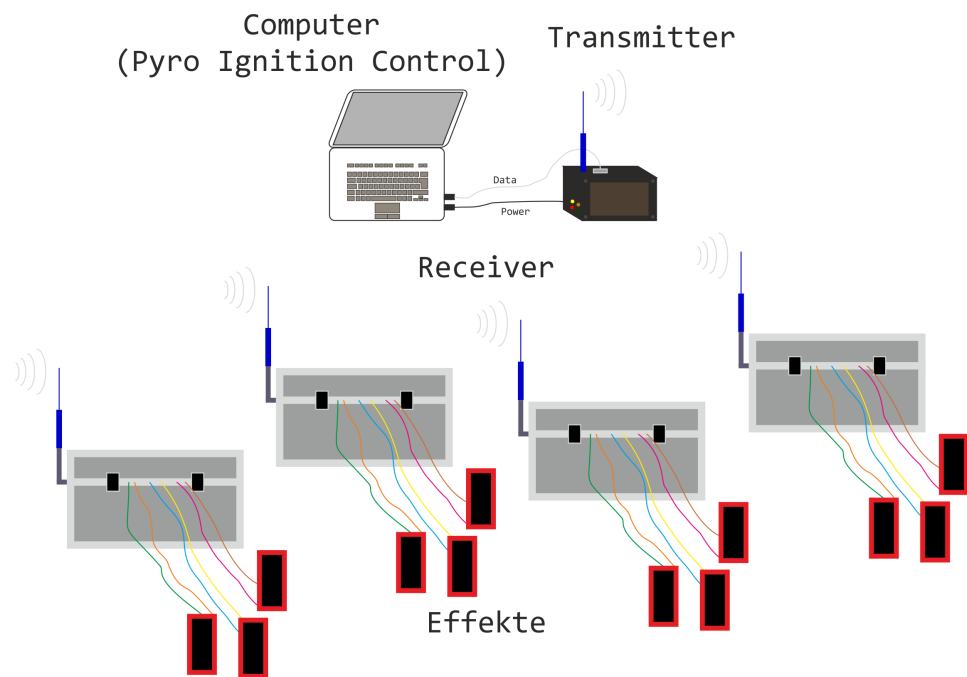 Computer
(Pyro Ignition Control)
Transmitter
Data
Power
Receiver
Effekte